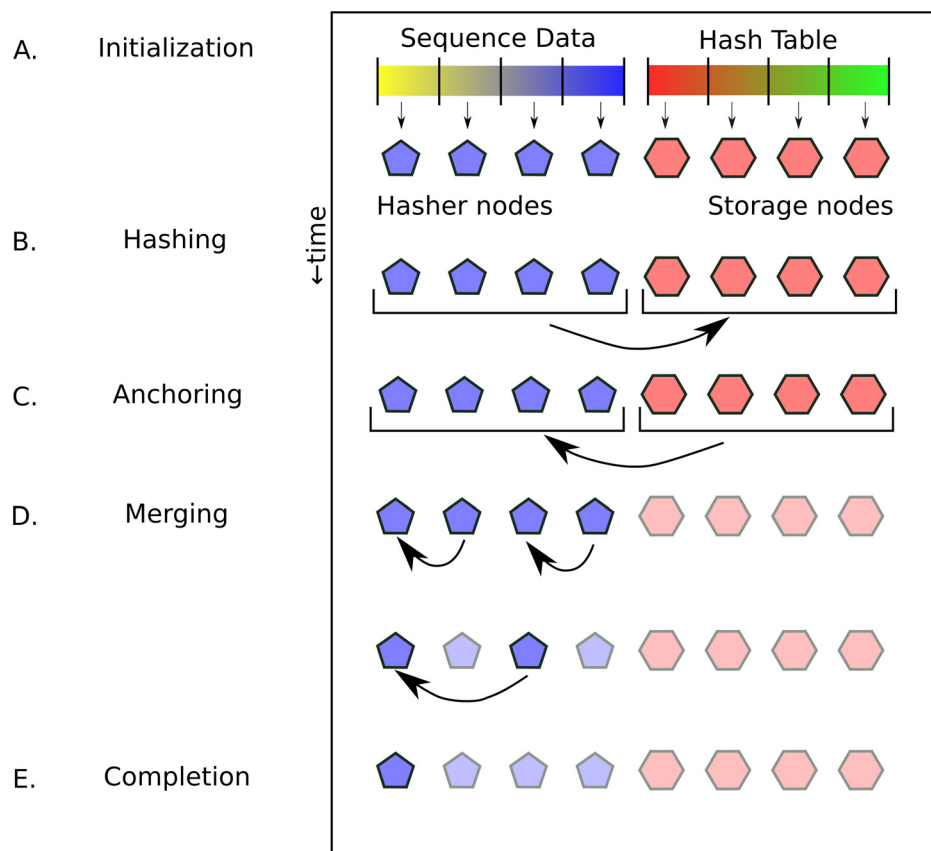 A. Initialization
Sequence Data
Hash Table
Hasher nodes
Storage nodes
B. Hashing
←time
C. Anchoring
D. Merging
E. Completion